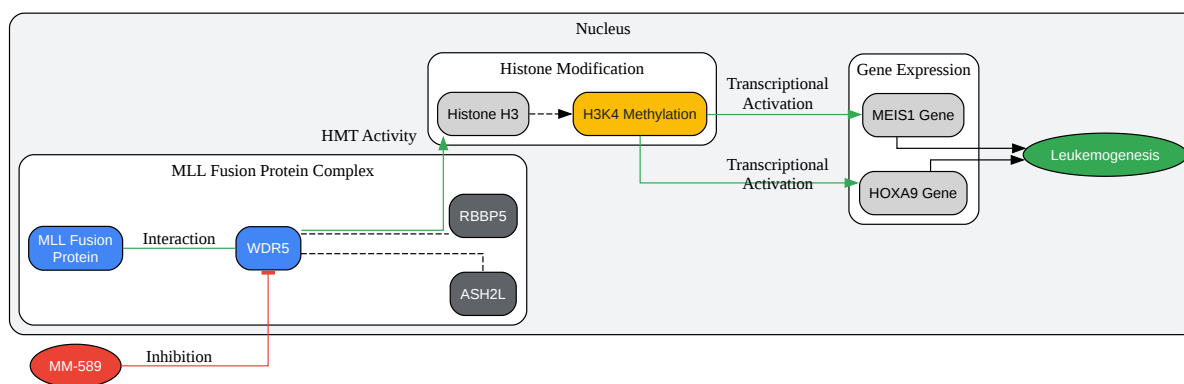 Nucleus
Histone Modification
Histone H3
H3K4 Methylation
Transcriptional
Activation
Gene Expression
MEIS1 Gene
HMT Activity
Leukemogenesis
MLL Fusion Protein Complex
Transcriptional
Activation
HOXA9 Gene
RBBP5
MLL Fusion
Protein
Interaction
WDR5
ASH2L
MM-589
Inhibition